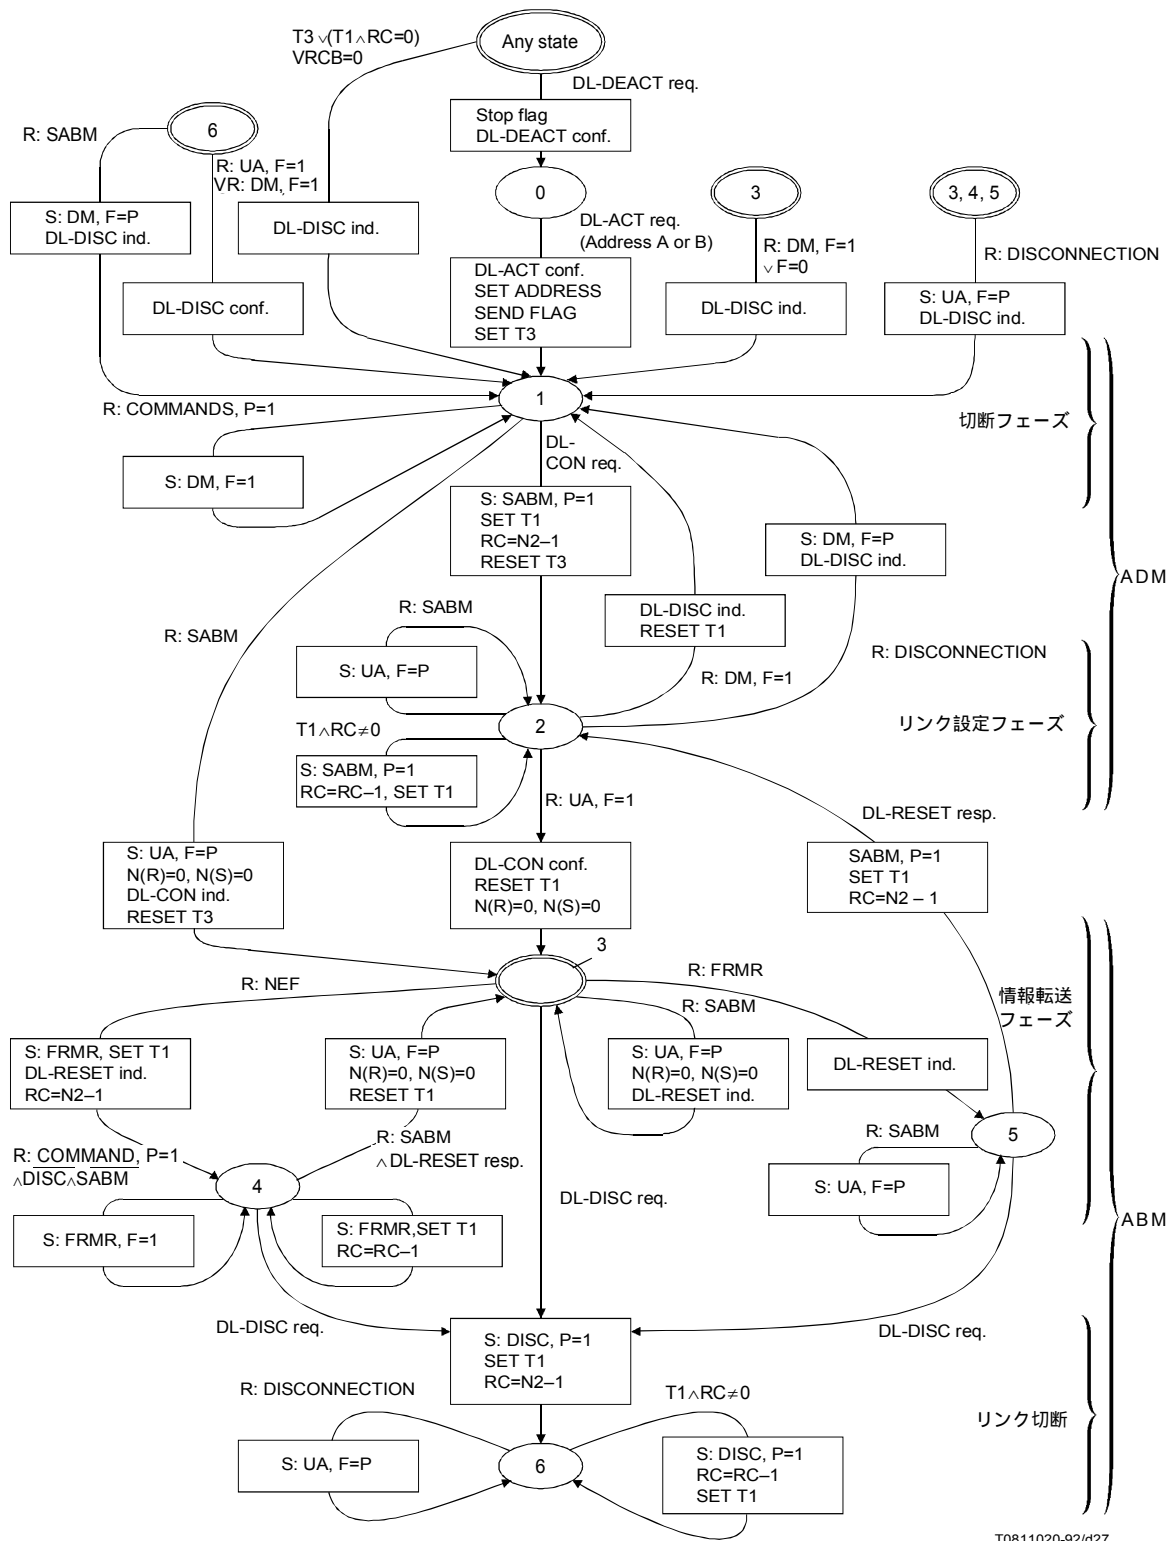 T3 ∨(T1∧RC=0)
VRCB=0
Any state
DL-DEACT req.
Stop flag
DL-DEACT conf.
R: SABM
6
R: UA, F=1
VR: DM, F=1
S: DM, F=P
DL-DISC ind.
DL-DISC ind.
0
3
3, 4, 5
DL-ACT req.
(Address A or B)
R: DM, F=1
∨ F=0
R: DISCONNECTION
DL-DISC conf.
DL-ACT conf.
SET ADDRESS
SEND FLAG
SET T3
DL-DISC ind.
S: UA, F=P
DL-DISC ind.
1
R: COMMANDS, P=1
切断フェーズ
S: DM, F=1
DL-
CON req.
S: SABM, P=1
SET T1
RC=N2–1
RESET T3
S: DM, F=P
DL-DISC ind.
ADM
R: SABM
DL-DISC ind.
RESET T1
R: SABM
R: DISCONNECTION
S: UA, F=P
R: DM, F=1
T1∧RC≠0
2
リンク設定フェーズ
S: SABM, P=1
RC=RC–1, SET T1
R: UA, F=1
DL-RESET resp.
S: UA, F=P
N(R)=0, N(S)=0
DL-CON ind.
RESET T3
DL-CON conf.
RESET T1
N(R)=0, N(S)=0
SABM, P=1
SET T1
RC=N2 – 1
3
R: NEF
R: FRMR
R: SABM
情報転送
フェーズ
S: FRMR, SET T1
DL-RESET ind.
RC=N2–1
S: UA, F=P
N(R)=0, N(S)=0
RESET T1
S: UA, F=P
N(R)=0, N(S)=0
DL-RESET ind.
DL-RESET ind.
R: COMMAND, P=1
∧DISC∧SABM
R: SABM
∧DL-RESET resp.
R: SABM
5
4
S: UA, F=P
DL-DISC req.
ABM
S: FRMR, F=1
S: FRMR,SET T1
RC=RC–1
DL-DISC req.
S: DISC, P=1
SET T1
RC=N2–1
DL-DISC req.
R: DISCONNECTION
T1∧RC≠0
リンク切断
S: UA, F=P
6
S: DISC, P=1
RC=RC–1
SET T1
T0811020-92/d27